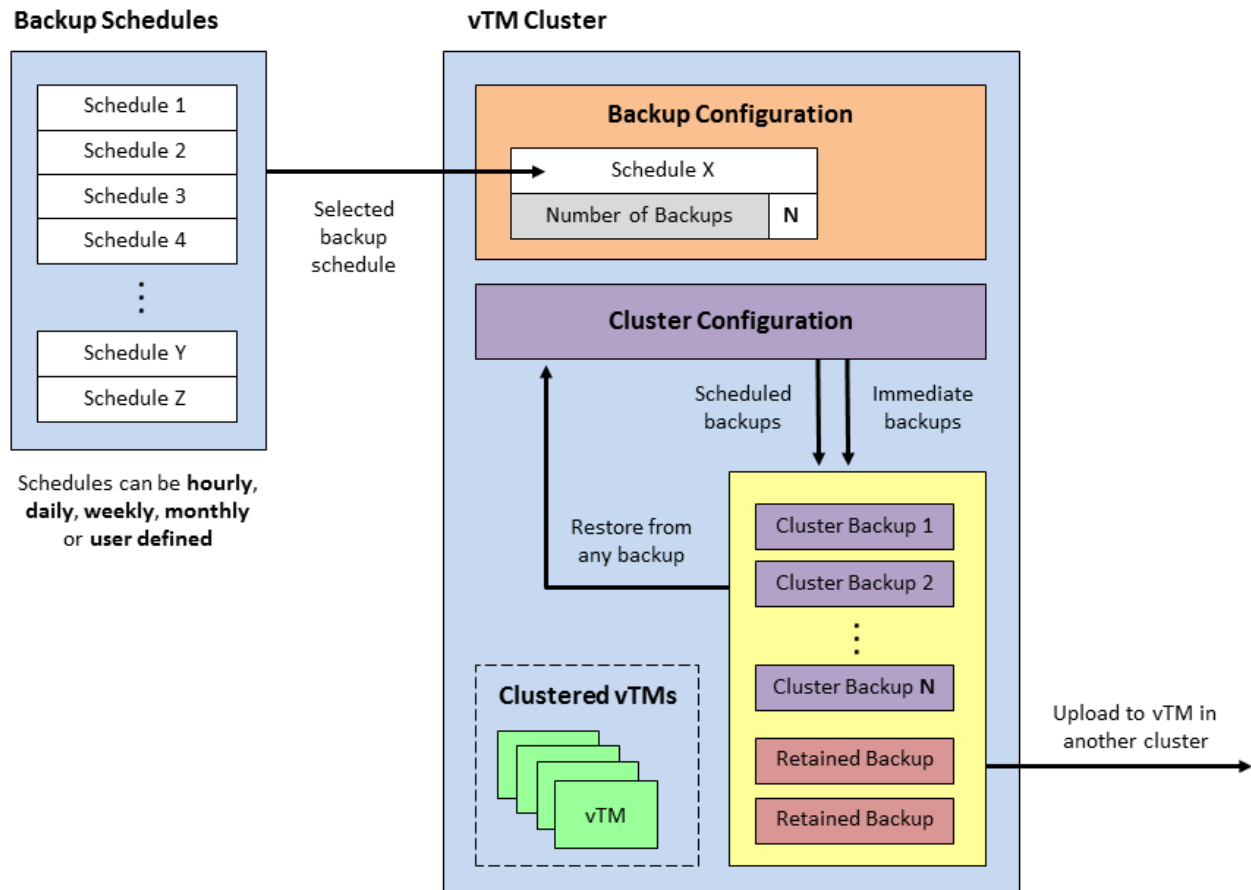 Backup Schedules
Schedule 1
Schedule 2
Schedule 3
Schedule 4
Schedule Y
Schedule Z
Schedules can be hourly,
daily, weekly, monthly
or user defined
Selected
backup
schedule
vTM Cluster
Backup Configuration
Schedule X
Number of Backups N
Cluster Configuration
Scheduled
backups
Immediate
backups
Restore from
any backup
Cluster Backup 1
Cluster Backup 2
Cluster Backup N
Retained Backup
Retained Backup
Clustered vTMs
vTM
Upload to vTM in
another cluster